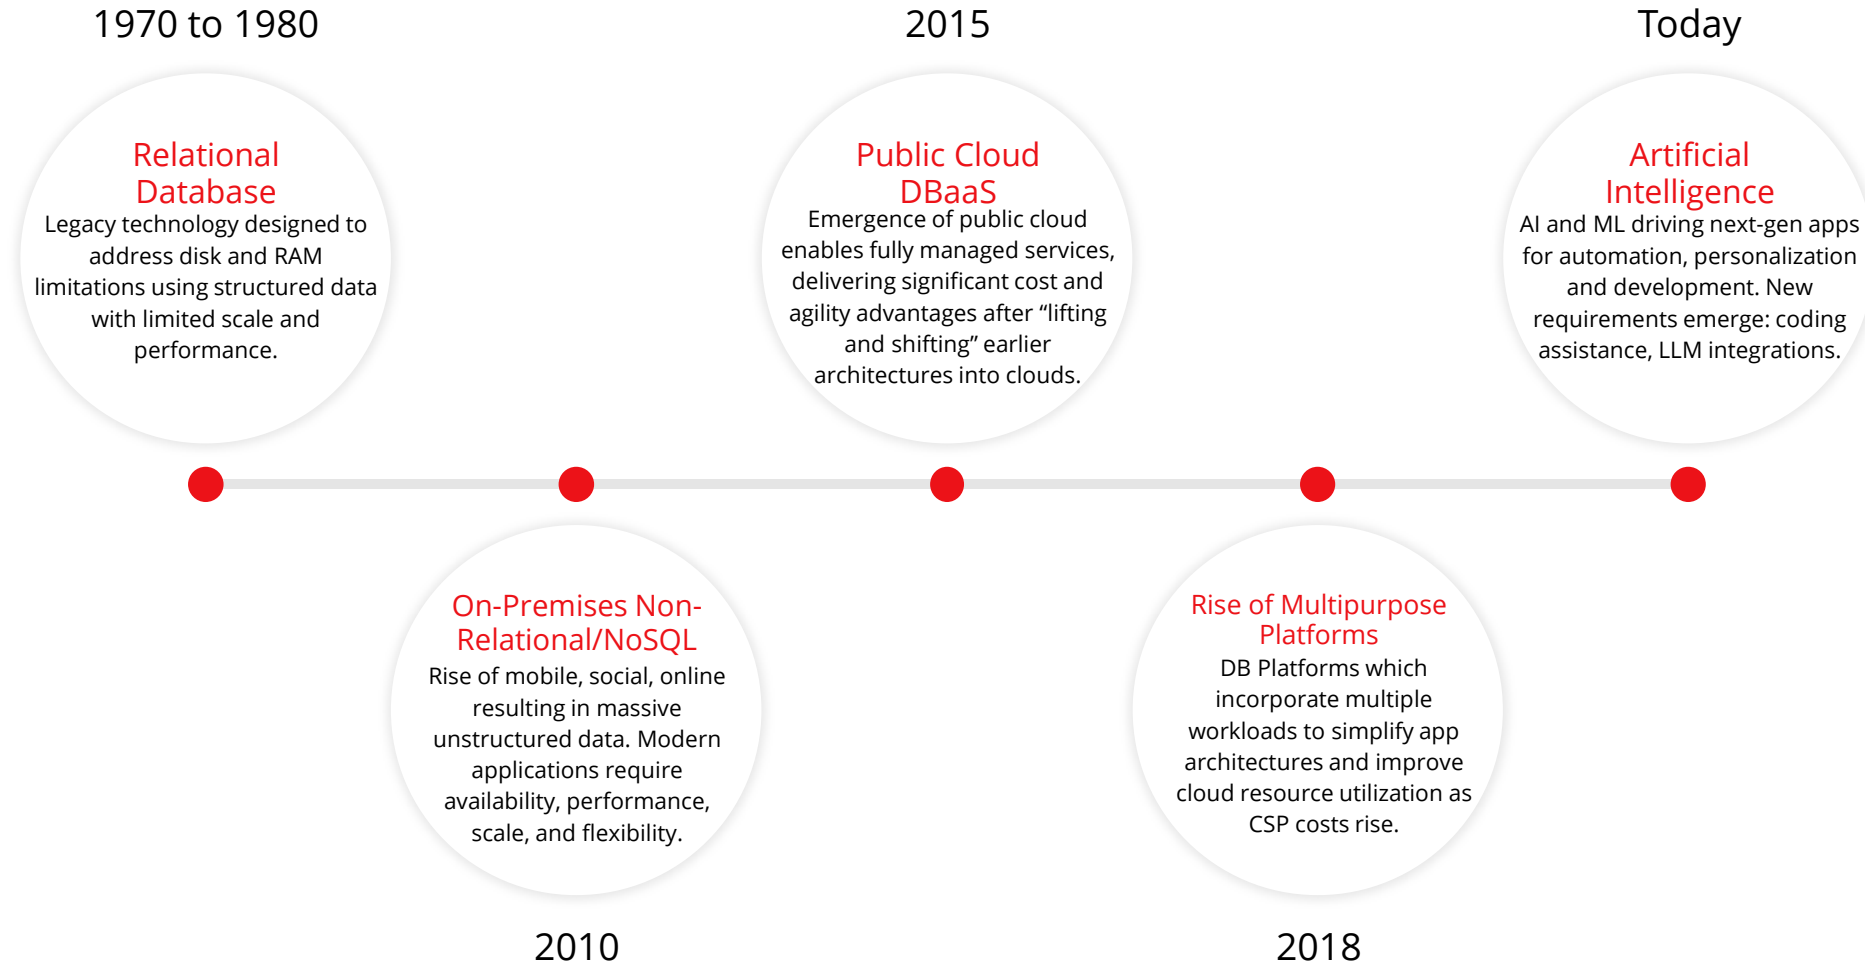 1970 to 1980
Relational
Database
Legacy technology designed to
address disk and RAM
limitations using structured data
with limited scale and
performance.
On-Premises Non-
Relational/NoSQL
Rise of mobile, social, online
resulting in massive
unstructured data. Modern
applications require
availability, performance,
scale, and flexibility.
2010
2015
Public Cloud
DBaaS
Emergence of public cloud
enables fully managed services,
delivering significant cost and
agility advantages after “lifting
and shifting” earlier
architectures into clouds.
Rise of Multipurpose
Platforms
DB Platforms which
incorporate multiple
workloads to simplify app
architectures and improve
cloud resource utilization as
CSP costs rise.
2018
Today
Artificial
Intelligence
AI and ML driving next-gen apps
for automation, personalization
and development. New
requirements emerge: coding
assistance, LLM integrations.